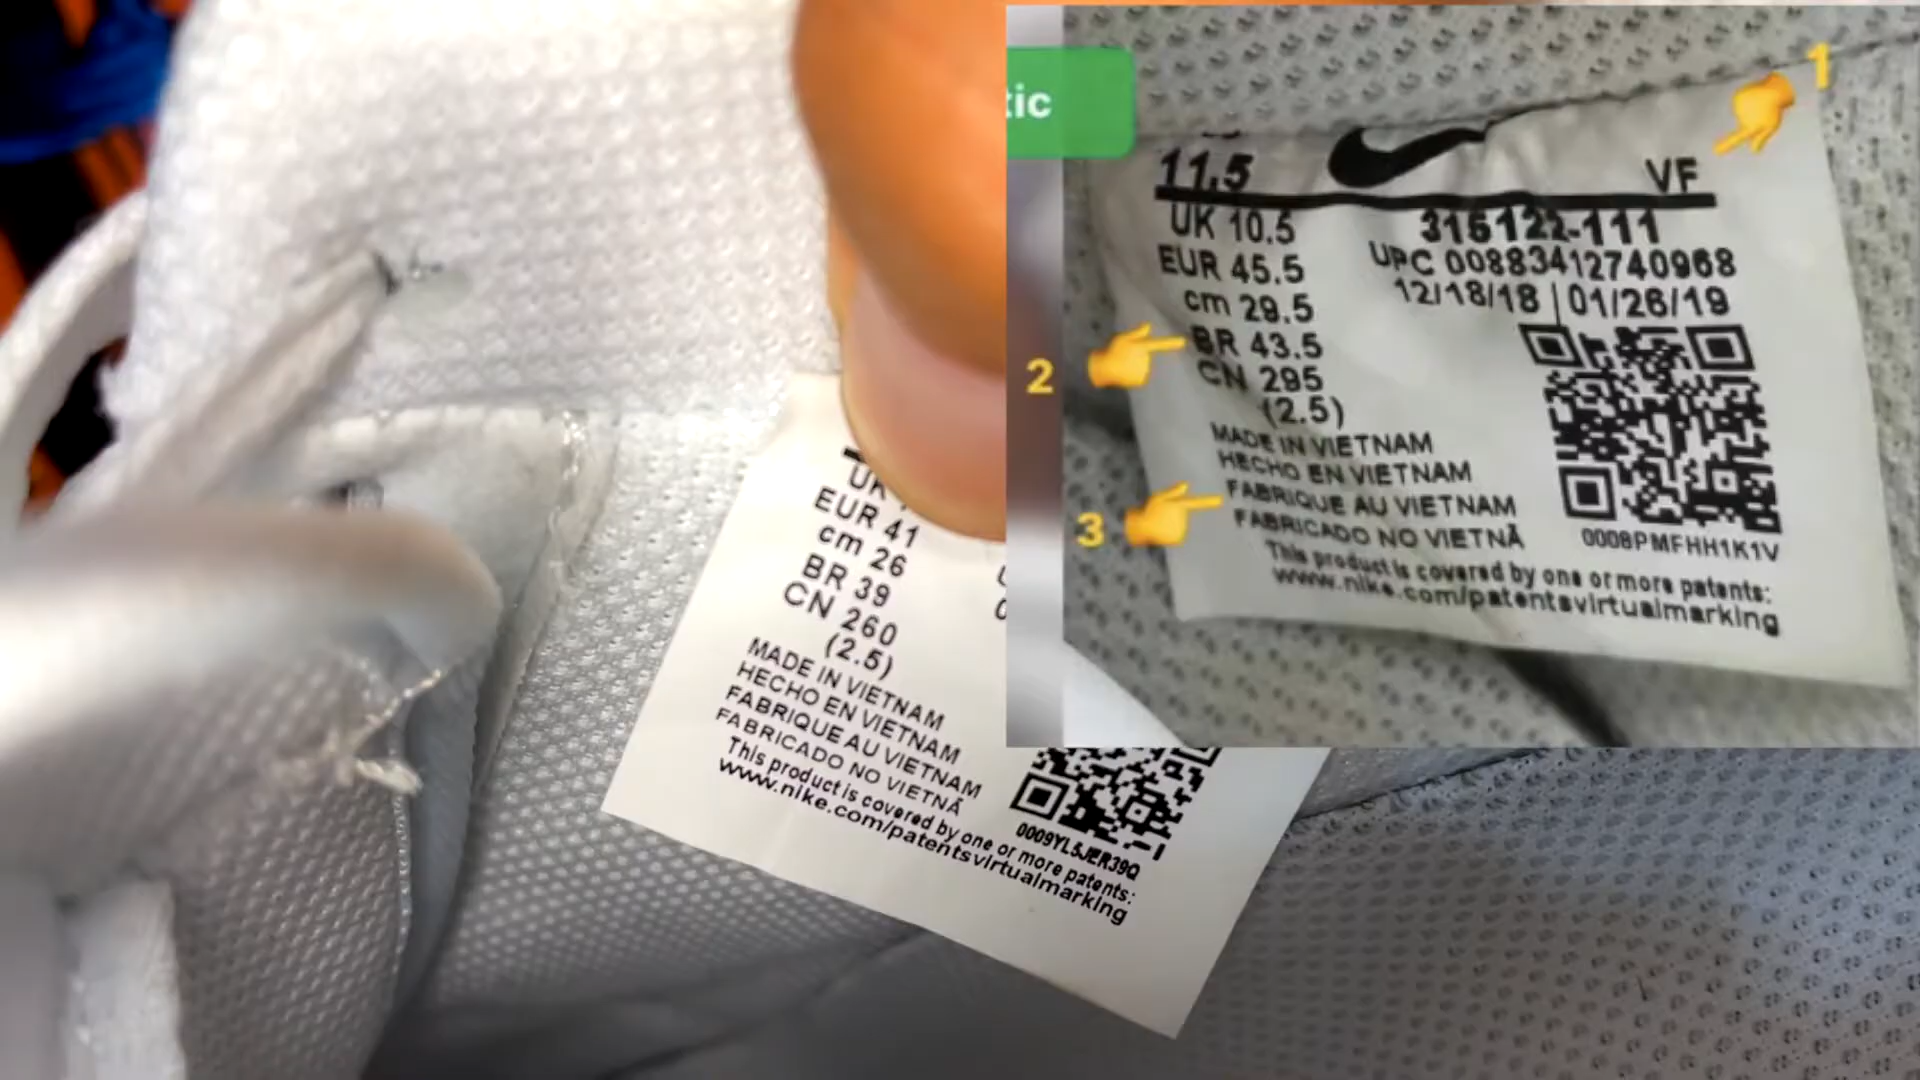 tic
1
11.5
VF
UK 10.5
315122-111
EUR 45.5
UPC 00883412740968
cm 29.5
12/18/18 | 01/26/19
BR 43.5
2
CN 295
(2.5)
MADE IN VIETNAM
HECHO EN VIETNAM
FABRIQUE AU VIETNAM
3
FABRICADO NO VIETNÃ
0008PMFHH1K1V
This product is covered by one or more patents:
www.nike.com/patentsvirtualmarking
UK
EUR 41
cm 26
BR 39
CN 260
(2.5)
MADE IN VIETNAM
HECHO EN VIETNAM
FABRIQUE AU VIETNAM
FABRICADO NO VIETNÃ
0009YL5JER39Q
This product is covered by one or more patents:
www.nike.com/patentsvirtualmarking